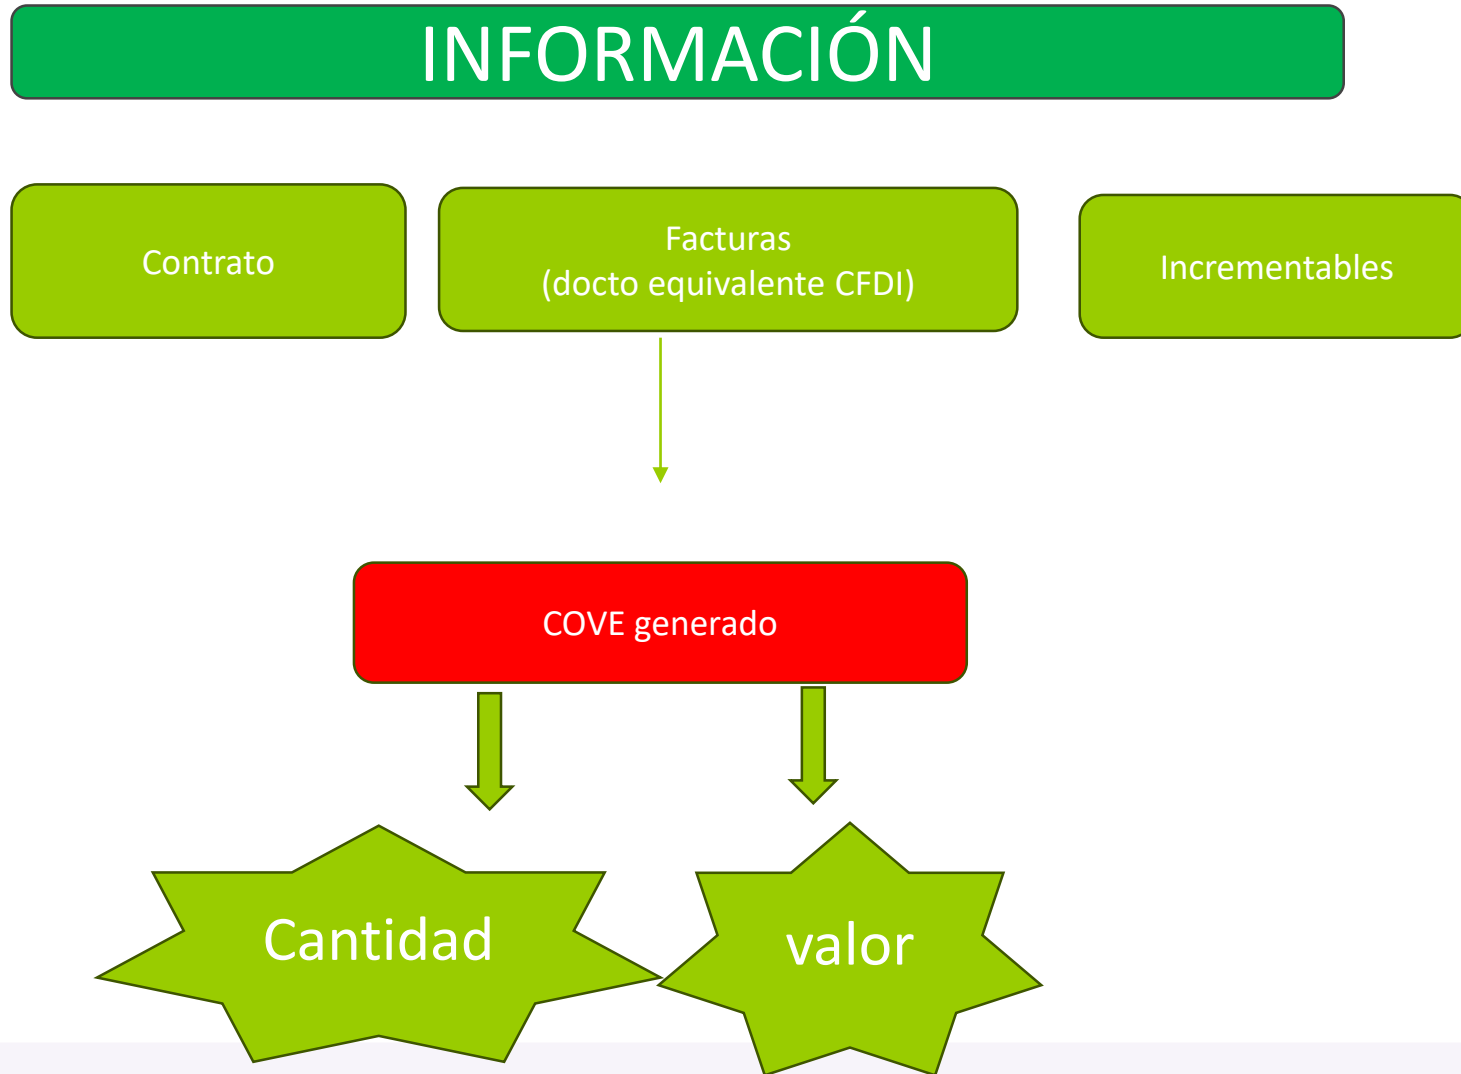 INFORMACIÓN
Contrato
Facturas
(docto equivalente CFDI)
Incrementables
COVE generado
Cantidad
valor